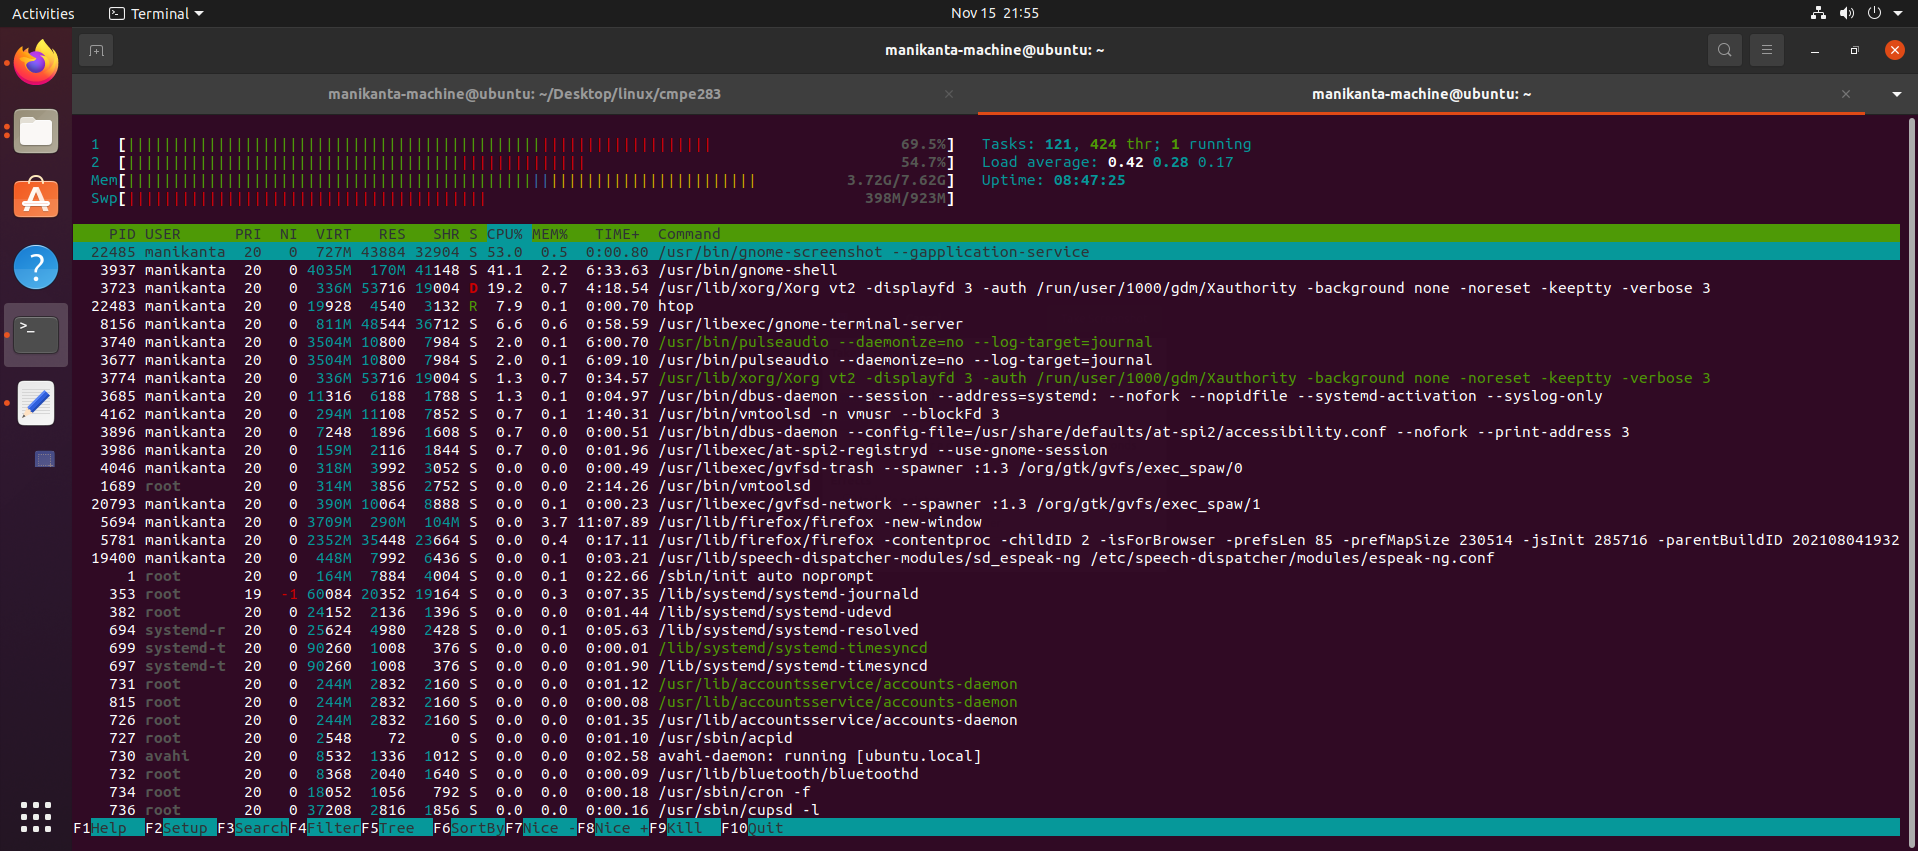 Activities Terminal Nov 15 21:55
manikanta-machine@ubuntu: ~
manikanta-machine@ubuntu: ~/Desktop/linux/cmpe283 manikanta-machine@ubuntu: ~
1 [ 69.5%] Tasks: 121, 424 thr; 1 running
2 [ 54.7%] Load average: 0.42 0.28 0.17
Mem[ 3.72G/7.62G] Uptime: 08:47:25
Swp[ 398M/923M]
PID USER PRI NI VIRT RES SHR S CPU% MEM% TIME+ Command
22485 manikanta 20 0 727M 43884 32904 S 53.0 0.5 0:00.80 /usr/bin/gnome-screenshot --gapplication-service
3937 manikanta 20 0 4035M 170M 41148 S 41.1 2.2 6:33.63 /usr/bin/gnome-shell
3723 manikanta 20 0 336M 53716 19004 D 19.2 0.7 4:18.54 /usr/lib/xorg/Xorg vt2 -displayfd 3 -auth /run/user/1000/gdm/Xauthority -background none -noreset -keeptty -verbose 3
22483 manikanta 20 0 19928 4540 3132 R 7.9 0.1 0:00.70 htop
8156 manikanta 20 0 811M 48544 36712 S 6.6 0.6 0:58.59 /usr/libexec/gnome-terminal-server
3740 manikanta 20 0 3504M 10800 7984 S 2.0 0.1 6:00.70 /usr/bin/pulseaudio --daemonize=no --log-target=journal
3677 manikanta 20 0 3504M 10800 7984 S 2.0 0.1 6:09.10 /usr/bin/pulseaudio --daemonize=no --log-target=journal
3774 manikanta 20 0 336M 53716 19004 S 1.3 0.7 0:34.57 /usr/lib/xorg/Xorg vt2 -displayfd 3 -auth /run/user/1000/gdm/Xauthority -background none -noreset -keeptty -verbose 3
3685 manikanta 20 0 11316 6188 1788 S 1.3 0.1 0:04.97 /usr/bin/dbus-daemon --session --address=systemd: --nofork --nopidfile --systemd-activation --syslog-only
4162 manikanta 20 0 294M 11108 7852 S 0.7 0.1 1:40.31 /usr/bin/vmtoolsd -n vmusr --blockFd 3
3896 manikanta 20 0 7248 1896 1608 S 0.7 0.0 0:00.51 /usr/bin/dbus-daemon --config-file=/usr/share/defaults/at-spi2/accessibility.conf --nofork --print-address 3
3986 manikanta 20 0 159M 2116 1844 S 0.7 0.0 0:01.96 /usr/libexec/at-spi2-registryd --use-gnome-session
4046 manikanta 20 0 318M 3992 3052 S 0.0 0.0 0:00.49 /usr/libexec/gvfsd-trash --spawner :1.3 /org/gtk/gvfs/exec_spaw/0
1689 root 20 0 314M 3856 2752 S 0.0 0.0 2:14.26 /usr/bin/vmtoolsd
20793 manikanta 20 0 390M 10064 8888 S 0.0 0.1 0:00.23 /usr/libexec/gvfsd-network --spawner :1.3 /org/gtk/gvfs/exec_spaw/1
5694 manikanta 20 0 3709M 290M 104M S 0.0 3.7 11:07.89 /usr/lib/firefox/firefox -new-window
5781 manikanta 20 0 2352M 35448 23664 S 0.0 0.4 0:17.11 /usr/lib/firefox/firefox -contentproc -childID 2 -isForBrowser -prefsLen 85 -prefMapSize 230514 -jsInit 285716 -parentBuildID 202108041932
19400 manikanta 20 0 448M 7992 6436 S 0.0 0.1 0:03.21 /usr/lib/speech-dispatcher-modules/sd_espeak-ng /etc/speech-dispatcher/modules/espeak-ng.conf
1 root 20 0 164M 7884 4004 S 0.0 0.1 0:22.66 /sbin/init auto noprompt
353 root 19 -1 60084 20352 19164 S 0.0 0.3 0:07.35 /lib/systemd/systemd-journald
382 root 20 0 24152 2136 1396 S 0.0 0.0 0:01.44 /lib/systemd/systemd-udevd
694 systemd-r 20 0 25624 4980 2428 S 0.0 0.1 0:05.63 /lib/systemd/systemd-resolved
699 systemd-t 20 0 90260 1008 376 S 0.0 0.0 0:00.01 /lib/systemd/systemd-timesyncd
697 systemd-t 20 0 90260 1008 376 S 0.0 0.0 0:01.90 /lib/systemd/systemd-timesyncd
731 root 20 0 244M 2832 2160 S 0.0 0.0 0:01.12 /usr/lib/accountsservice/accounts-daemon
815 root 20 0 244M 2832 2160 S 0.0 0.0 0:00.08 /usr/lib/accountsservice/accounts-daemon
726 root 20 0 244M 2832 2160 S 0.0 0.0 0:01.35 /usr/lib/accountsservice/accounts-daemon
727 root 20 0 2548 72 0 S 0.0 0.0 0:01.10 /usr/sbin/acpid
730 avahi 20 0 8532 1336 1012 S 0.0 0.0 0:02.58 avahi-daemon: running [ubuntu.local]
732 root 20 0 8368 2040 1640 S 0.0 0.0 0:00.09 /usr/lib/bluetooth/bluetoothd
734 root 20 0 18052 1056 792 S 0.0 0.0 0:00.18 /usr/sbin/cron -f
736 root 20 0 37208 2816 1856 S 0.0 0.0 0:00.16 /usr/sbin/cupsd -l
F1Help F2Setup F3SearchF4FilterF5Tree F6SortByF7Nice -F8Nice +F9Kill F10Quit